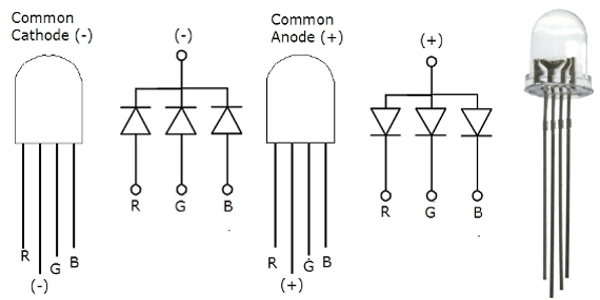 Common
Cathode (-)
(-)
R
G
B
R
(-)
G
B
Common
Anode (+)
(+)
R
G
B
R
(+)
G
B